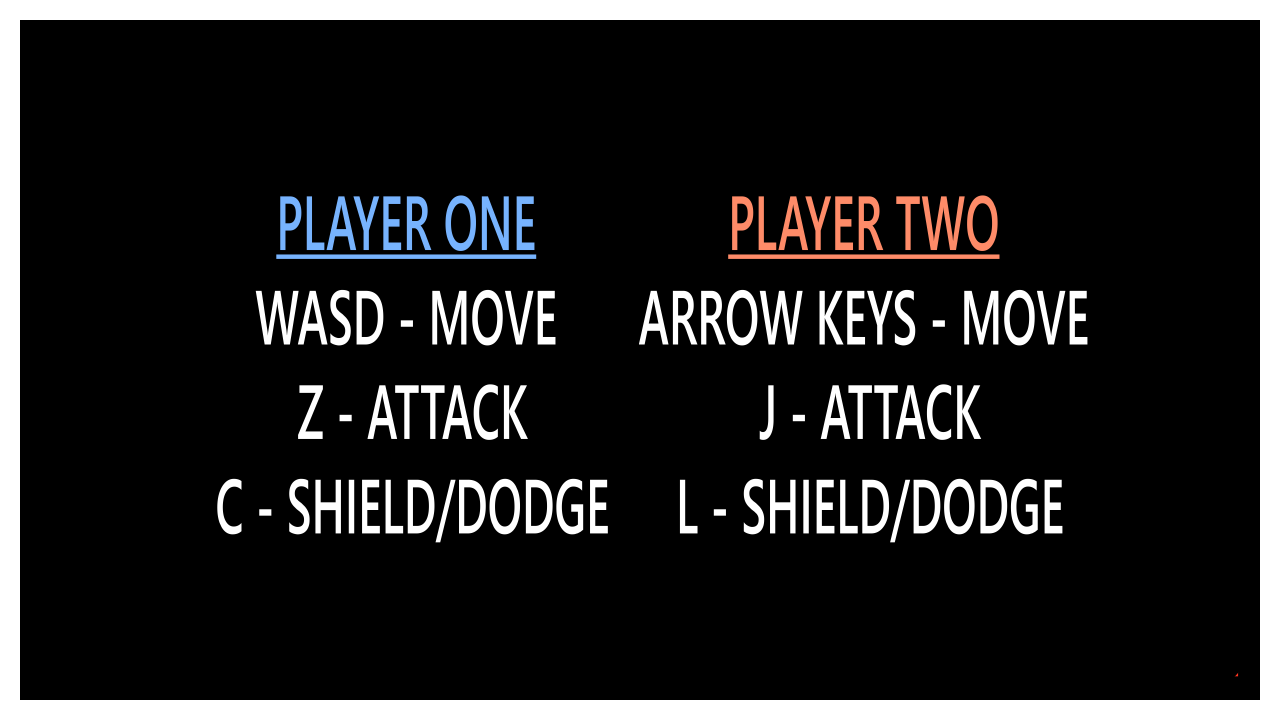 PLAYER ONE
WASD - MOVE
Z - ATTACK
C - SHIELD/DODGE
PLAYER TWO
ARROW KEYS - MOVE
J - ATTACK
L - SHIELD/DODGE